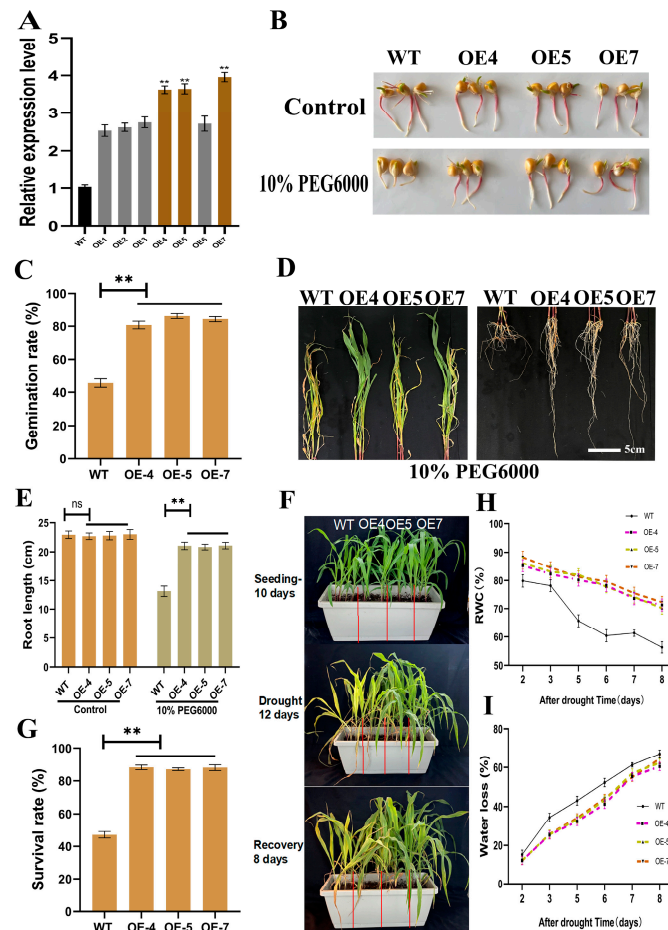 A
Relative expression level
5
4
3
2
1
0
** ** **
WT OE1 OE2 OE3 OE4 OE5 OE6 OE7
B
WT OE4 OE5 OE7
Control
10% PEG6000
C
Gemination rate (%)
100
80
60
40
20
0
**
WT OE-4 OE-5 OE-7
D
WT OE4 OE5 OE7 WT OE4 OE5 OE7
5cm
10% PEG6000
E
Root length (cm)
25
20
15
10
5
0
ns
**
WT OE-4 OE-5 OE-7 WT OE-4 OE-5 OE-7
Control 10% PEG6000
F
WT OE4 OE5 OE7
Seeding-
10 days
Drought
12 days
Recovery
8 days
G
Survival rate (%)
100
80
60
40
20
0
**
WT OE-4 OE-5 OE-7
H
RWC (%)
100
90
80
70
60
50
WT
OE-4
OE-5
OE-7
2 3 5 6 7 8
After drought Time(days)
I
Water loss (%)
80
60
40
20
0
WT
OE-4
OE-5
OE-7
2 3 5 6 7 8
After drought Time(days)